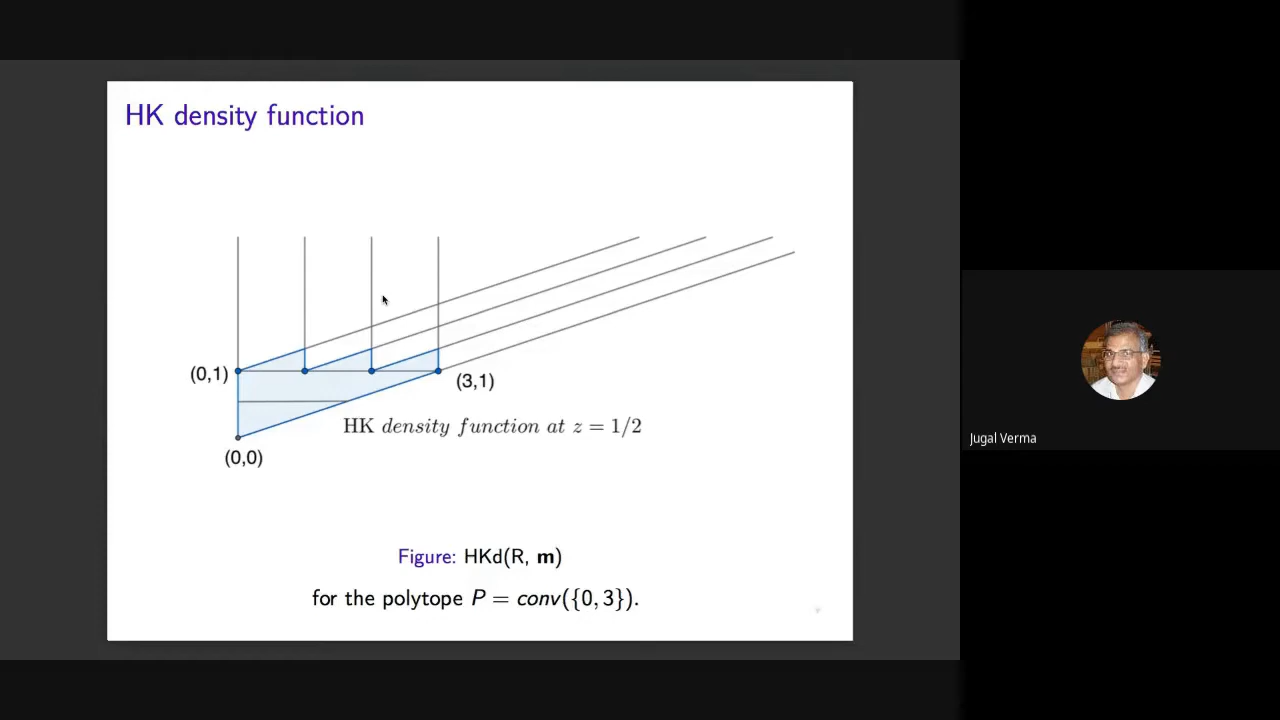 HK density function
(0,1)
(3,1)
HK density function at z = 1/2
(0,0)
Figure: HKd(R, m)
for the polytope P = conv({0, 3}).
Jugal Verma